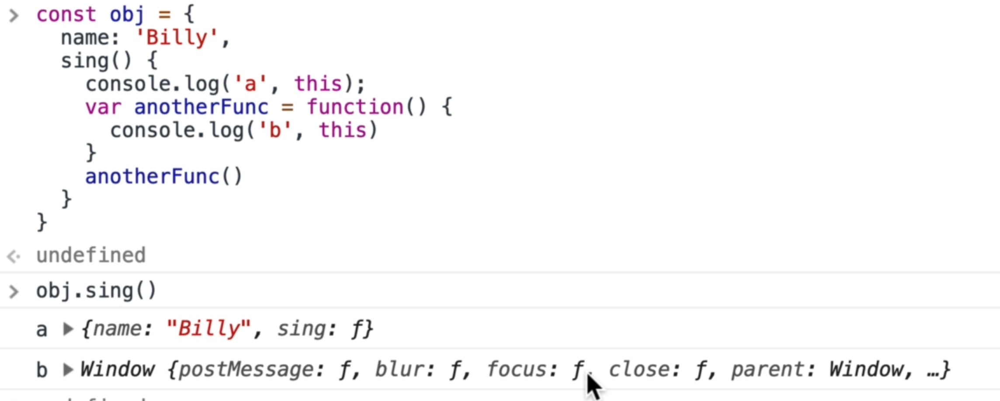 > const obj = {
name: 'Billy',
sing() {
console.log('a', this);
var anotherFunc = function() {
console.log('b', this)
}
anotherFunc()
}
}
undefined
> obj.sing()
a ▶ {name: "Billy", sing: ƒ}
b ▶ Window {postMessage: ƒ, blur: ƒ, focus: ƒ, close: ƒ, parent: Window, …}